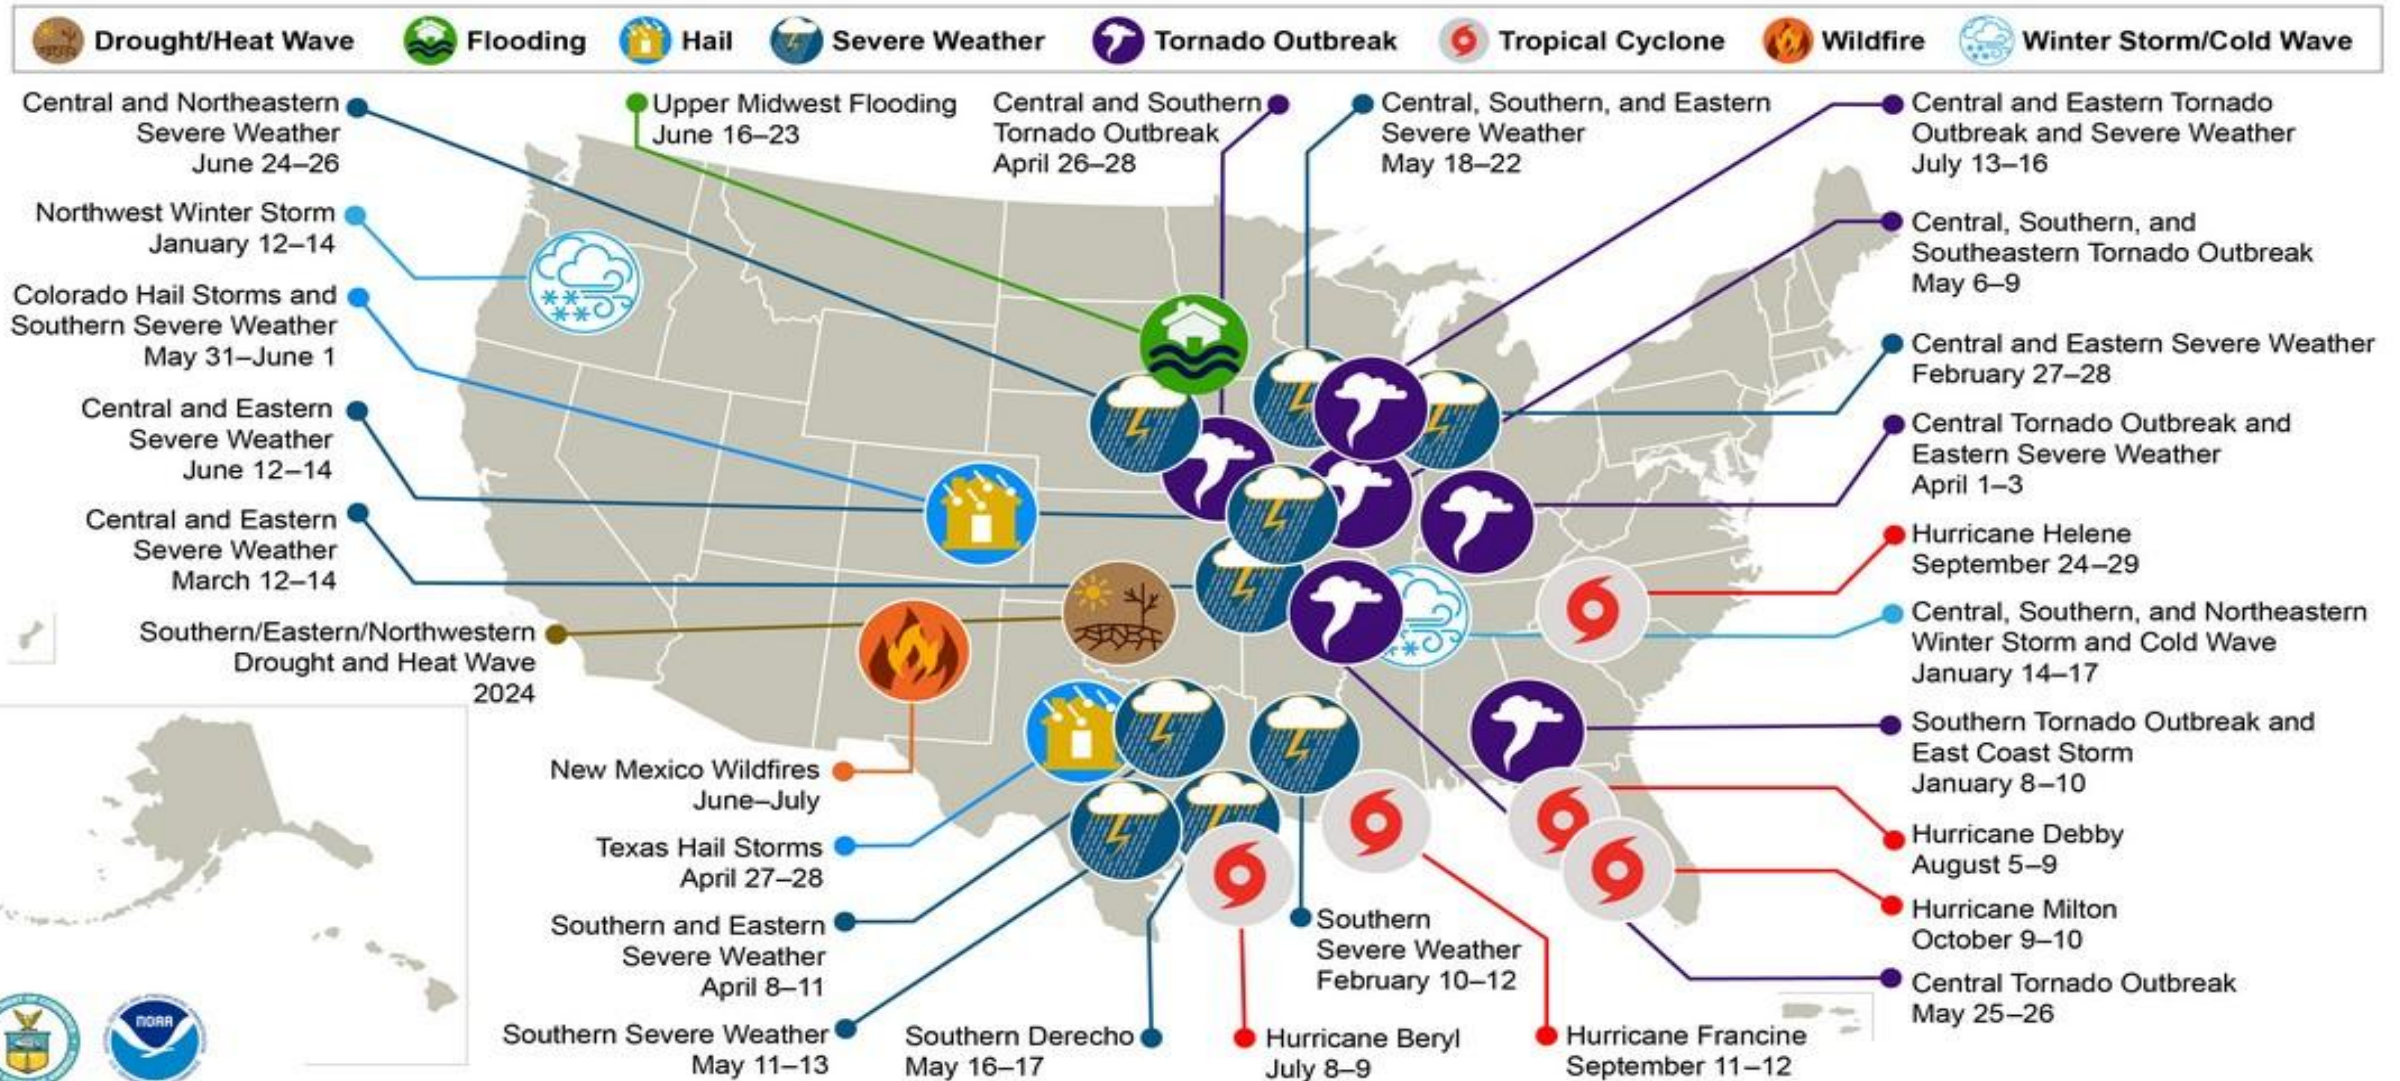 Drought/Heat Wave
Flooding
Hail
Severe Weather
Tornado Outbreak
Tropical Cyclone
Wildfire
Winter Storm/Cold Wave
Central and Northeastern
Severe Weather
June 24–26
Upper Midwest Flooding
June 16–23
Central and Southern
Tornado Outbreak
April 26–28
Central, Southern, and Eastern
Severe Weather
May 18–22
Central and Eastern Tornado
Outbreak and Severe Weather
July 13–16
Northwest Winter Storm
January 12–14
Central, Southern, and
Southeastern Tornado Outbreak
May 6–9
Colorado Hail Storms and
Southern Severe Weather
May 31–June 1
Central and Eastern Severe Weather
February 27–28
Central and Eastern
Severe Weather
June 12–14
Central Tornado Outbreak and
Eastern Severe Weather
April 1–3
Central and Eastern
Severe Weather
March 12–14
Hurricane Helene
September 24–29
Southern/Eastern/Northwestern
Drought and Heat Wave
2024
Central, Southern, and Northeastern
Winter Storm and Cold Wave
January 14–17
Southern Tornado Outbreak and
East Coast Storm
January 8–10
New Mexico Wildfires
June–July
Texas Hail Storms
April 27–28
Hurricane Debby
August 5–9
Southern and Eastern
Severe Weather
April 8–11
Southern
Severe Weather
February 10–12
Hurricane Milton
October 9–10
Central Tornado Outbreak
May 25–26
Southern Severe Weather
May 11–13
Southern Derecho
May 16–17
Hurricane Beryl
July 8–9
Hurricane Francine
September 11–12
NOAA